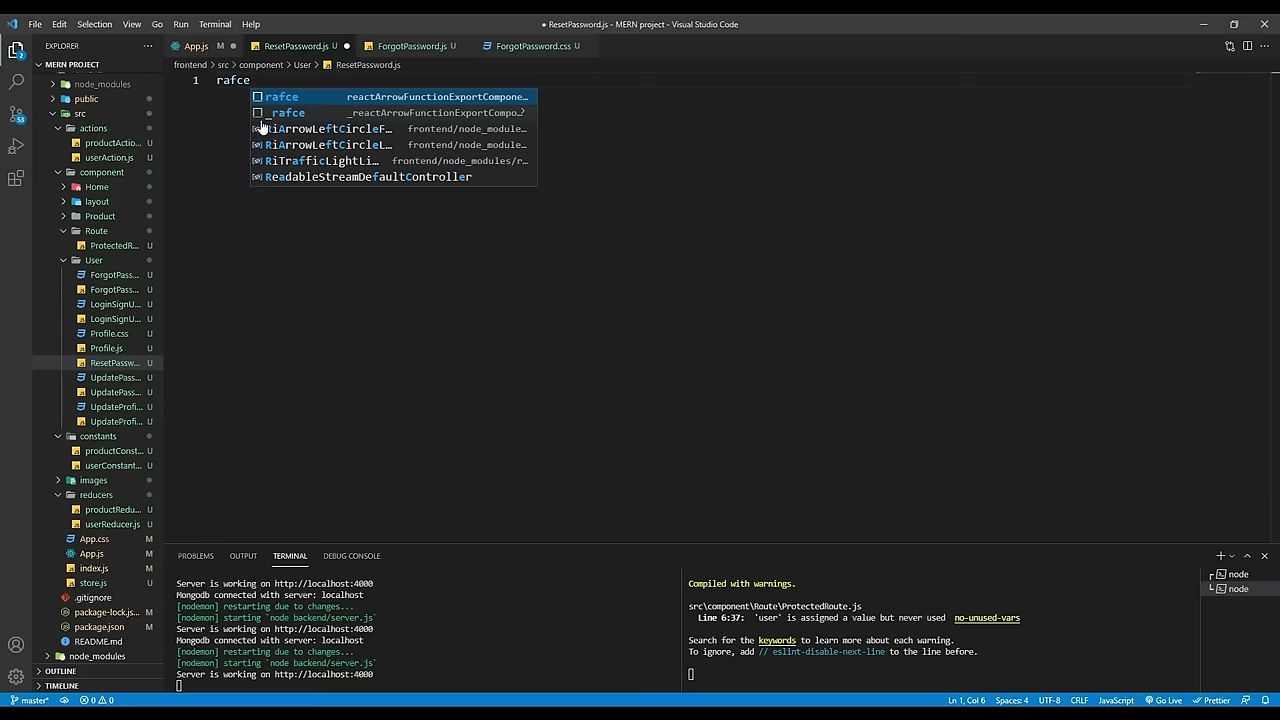 File Edit Selection View Go Run Terminal Help
● ResetPassword.js - MERN project - Visual Studio Code
EXPLORER
App.js M
ResetPassword.js U
ForgotPassword.js U
ForgotPassword.css U
MERN PROJECT
frontend > src > component > User > ResetPassword.js
node_modules
public
src
actions
productActio...
userAction.js
component
Home
layout
Product
Route
ProtectedR... U
User
ForgotPass... U
ForgotPass... U
LoginSignU... U
LoginSignU... U
Profile.css U
Profile.js U
ResetPassw... U
UpdatePass... U
UpdatePass... U
UpdateProfi... U
UpdateProfi... U
constants
productConst... U
userConstant... U
images
reducers
productRedu... U
userReducer.js U
App.css M
App.js M
index.js M
store.js U
.gitignore
package-lock.js... M
package.json M
README.md
node_modules
OUTLINE
TIMELINE
1 rafce
rafce reactArrowFunctionExportCompone...
_rafce _reactArrowFunctionExportCompo...
RiArrowLeftCircleF... frontend/node_module...
RiArrowLeftCircleL... frontend/node_module...
RiTrafficLightLi... frontend/node_modules/r...
ReadableStreamDefaultController
PROBLEMS OUTPUT TERMINAL DEBUG CONSOLE
Server is working on http://localhost:4000
Mongodb connected with server: localhost
[nodemon] restarting due to changes...
[nodemon] starting `node backend/server.js`
Server is working on http://localhost:4000
Mongodb connected with server: localhost
[nodemon] restarting due to changes...
[nodemon] starting `node backend/server.js`
Server is working on http://localhost:4000
Compiled with warnings.
src\component\Route\ProtectedRoute.js
Line 6:37: 'user' is assigned a value but never used no-unused-vars
Search for the keywords to learn more about each warning.
To ignore, add // eslint-disable-next-line to the line before.
node
node
master* 0 0
Ln 1, Col 6 Spaces: 4 UTF-8 CRLF JavaScript Go Live Prettier